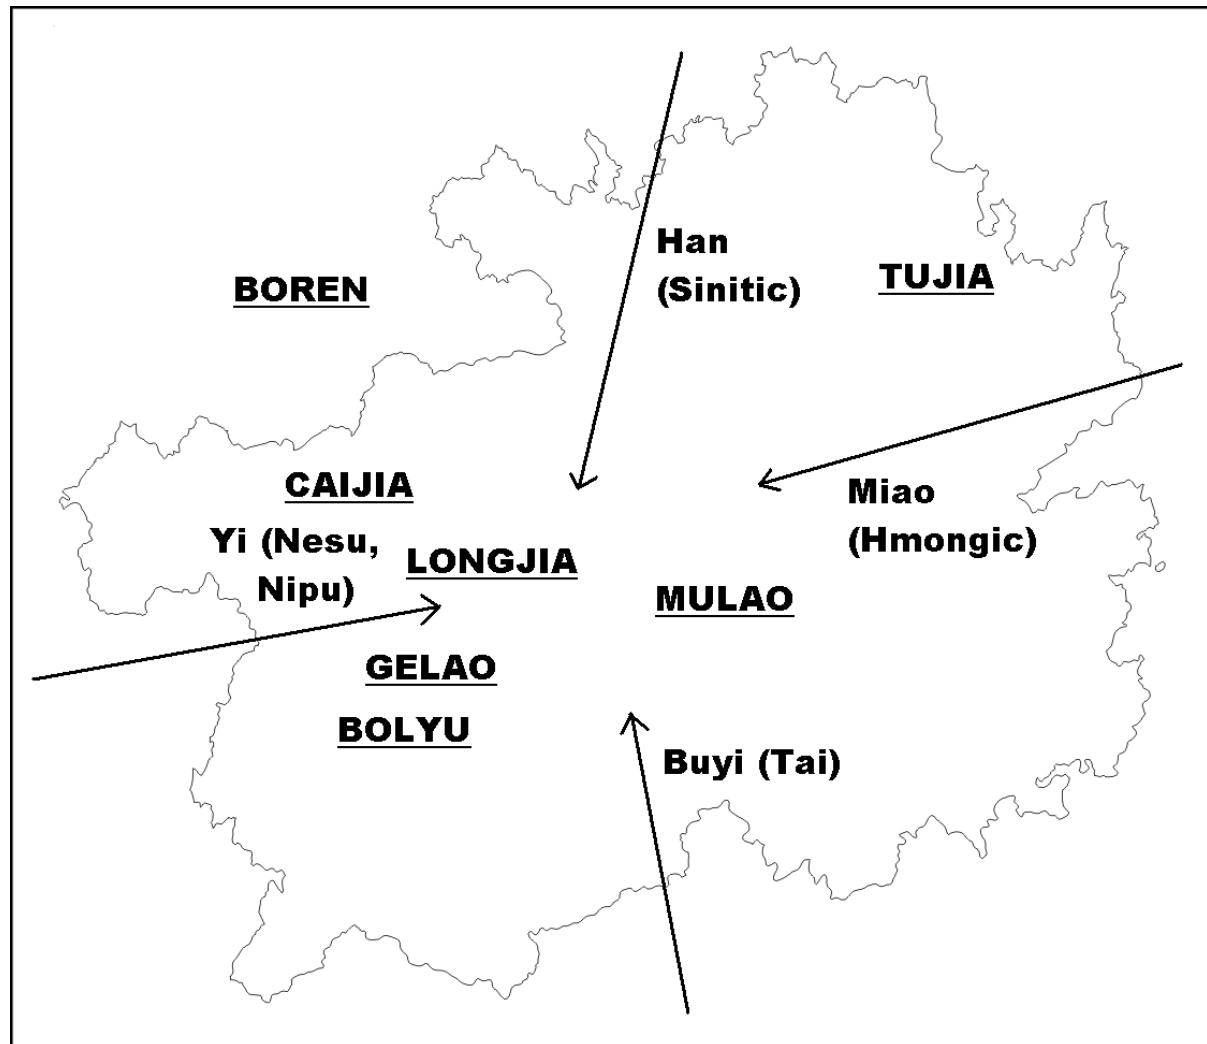 Han
(Sinitic)
TUJIA
BOREN
CAIJIA
Miao
(Hmongic)
Yi (Nesu,
Nipu)
LONGJIA
MULAO
GELAO
BOLYU
Buyi (Tai)